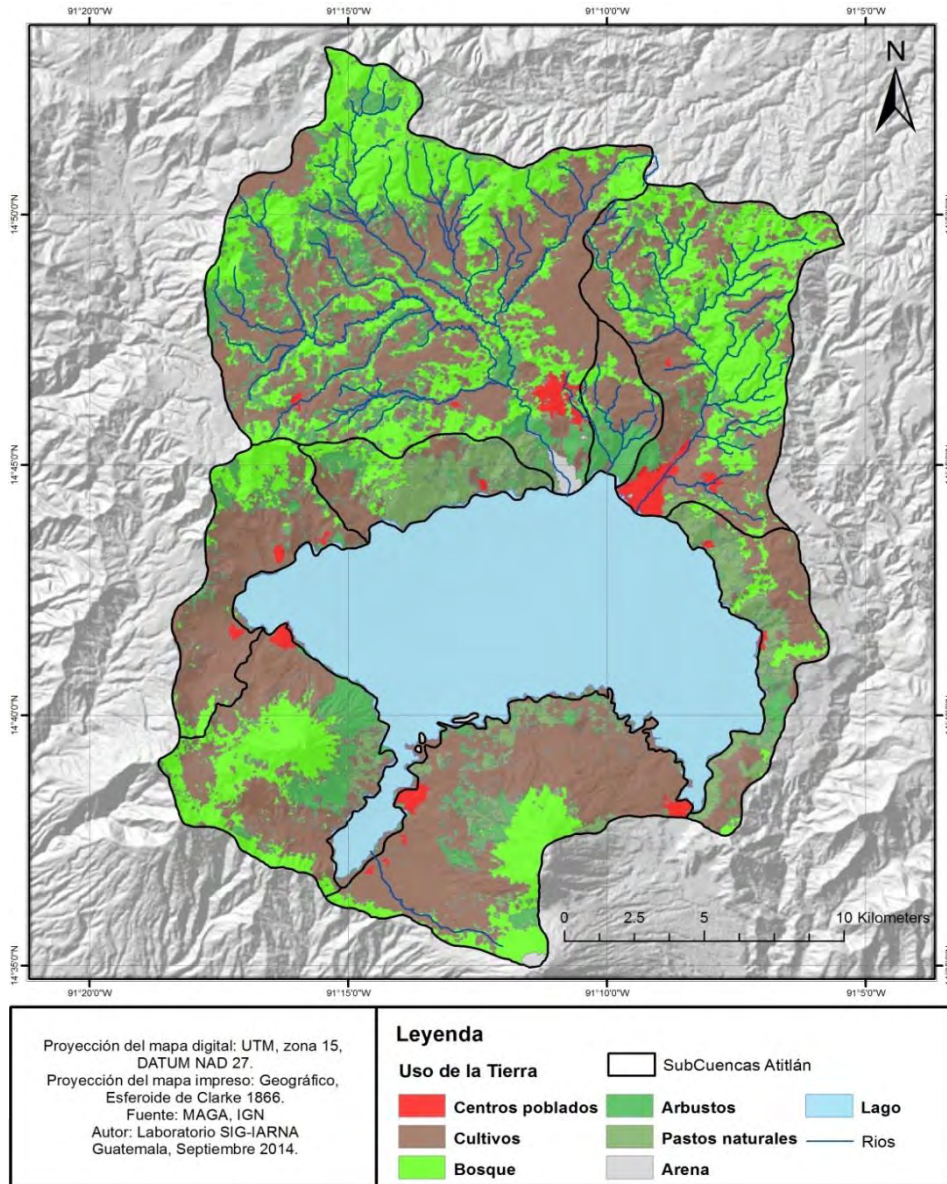 91°20'0"W 91°15'0"W 91°10'0"W 91°5'0"W
N
14°50'0"N
14°45'0"N
14°40'0"N
14°35'0"N
0 2.5 5 10 Kilometers
91°20'0"W 91°15'0"W 91°10'0"W 91°5'0"W
Proyección del mapa digital: UTM, zona 15,
DATUM NAD 27.
Proyección del mapa impreso: Geográfico,
Esferoide de Clarke 1866.
Fuente: MAGA, IGN
Autor: Laboratorio SIG-IARNA
Guatemala, Septiembre 2014.
Leyenda
Uso de la Tierra
SubCuencas Atitlán
Centros poblados
Arbustos
Lago
Cultivos
Pastos naturales
Rios
Bosque
Arena